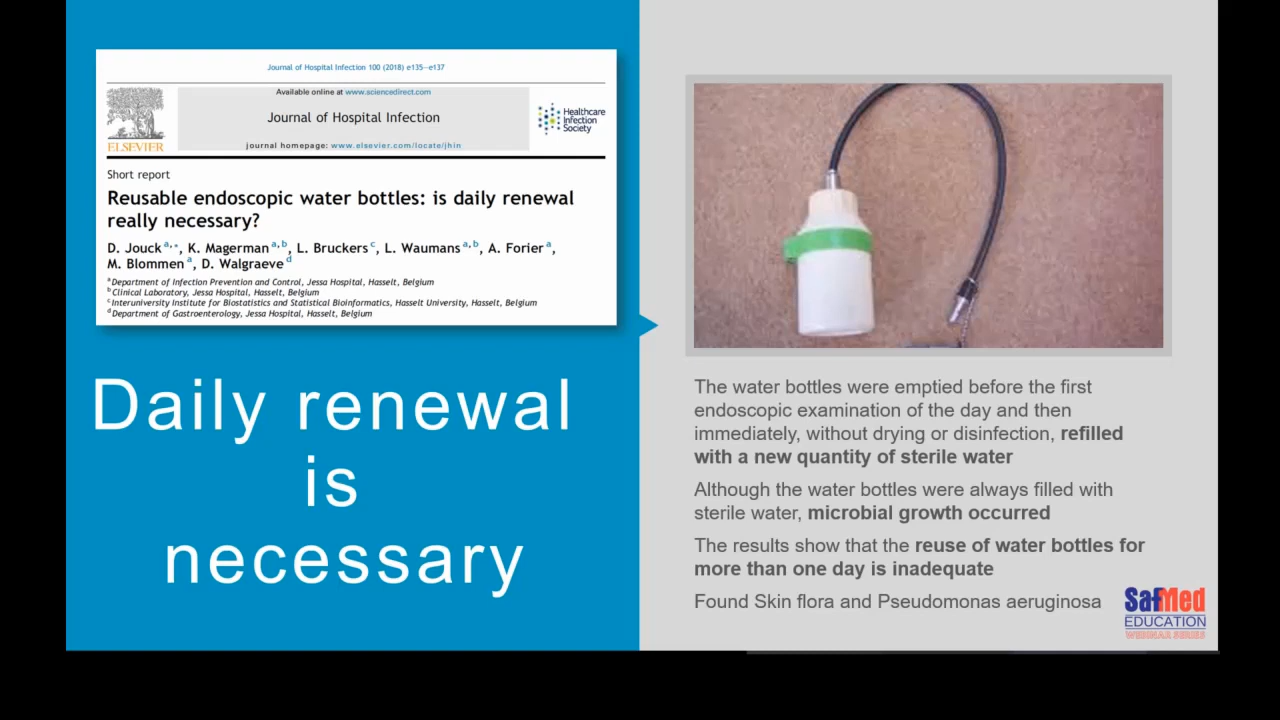 Journal of Hospital Infection 100 (2018) e135–e137
Available online at www.sciencedirect.com
Journal of Hospital Infection
journal homepage: www.elsevier.com/locate/jhin
ELSEVIER
Healthcare
Infection
Society
Short report
Reusable endoscopic water bottles: is daily renewal
really necessary?
D. Jouck a,*, K. Magerman a,b, L. Bruckers c, L. Waumans a,b, A. Forier a,
M. Blommen a, D. Walgraeve d
a Department of Infection Prevention and Control, Jessa Hospital, Hasselt, Belgium
b Clinical Laboratory, Jessa Hospital, Hasselt, Belgium
c Interuniversity Institute for Biostatistics and Statistical Bioinformatics, Hasselt University, Hasselt, Belgium
d Department of Gastroenterology, Jessa Hospital, Hasselt, Belgium
Daily renewal
is
necessary
The water bottles were emptied before the first
endoscopic examination of the day and then
immediately, without drying or disinfection, refilled
with a new quantity of sterile water
Although the water bottles were always filled with
sterile water, microbial growth occurred
The results show that the reuse of water bottles for
more than one day is inadequate
Found Skin flora and Pseudomonas aeruginosa
SafMed
EDUCATION
WEBINAR SERIES